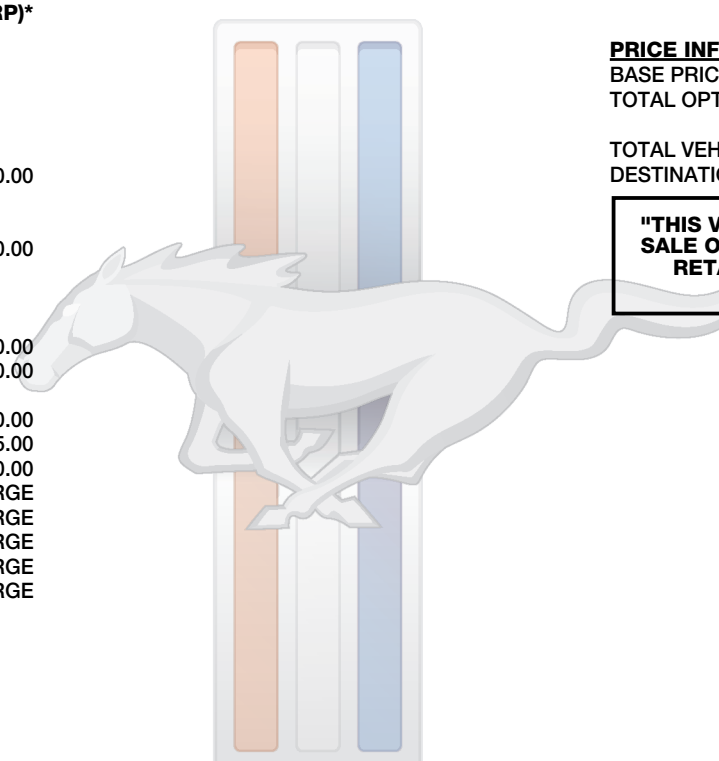 RP)*
0.00
0.00
0.00
0.00
0.00
5.00
0.00
RGE
RGE
RGE
RGE
RGE
PRICE INF
BASE PRIC
TOTAL OPT
TOTAL VEH
DESTINATIO
"THIS V
SALE O
RETA